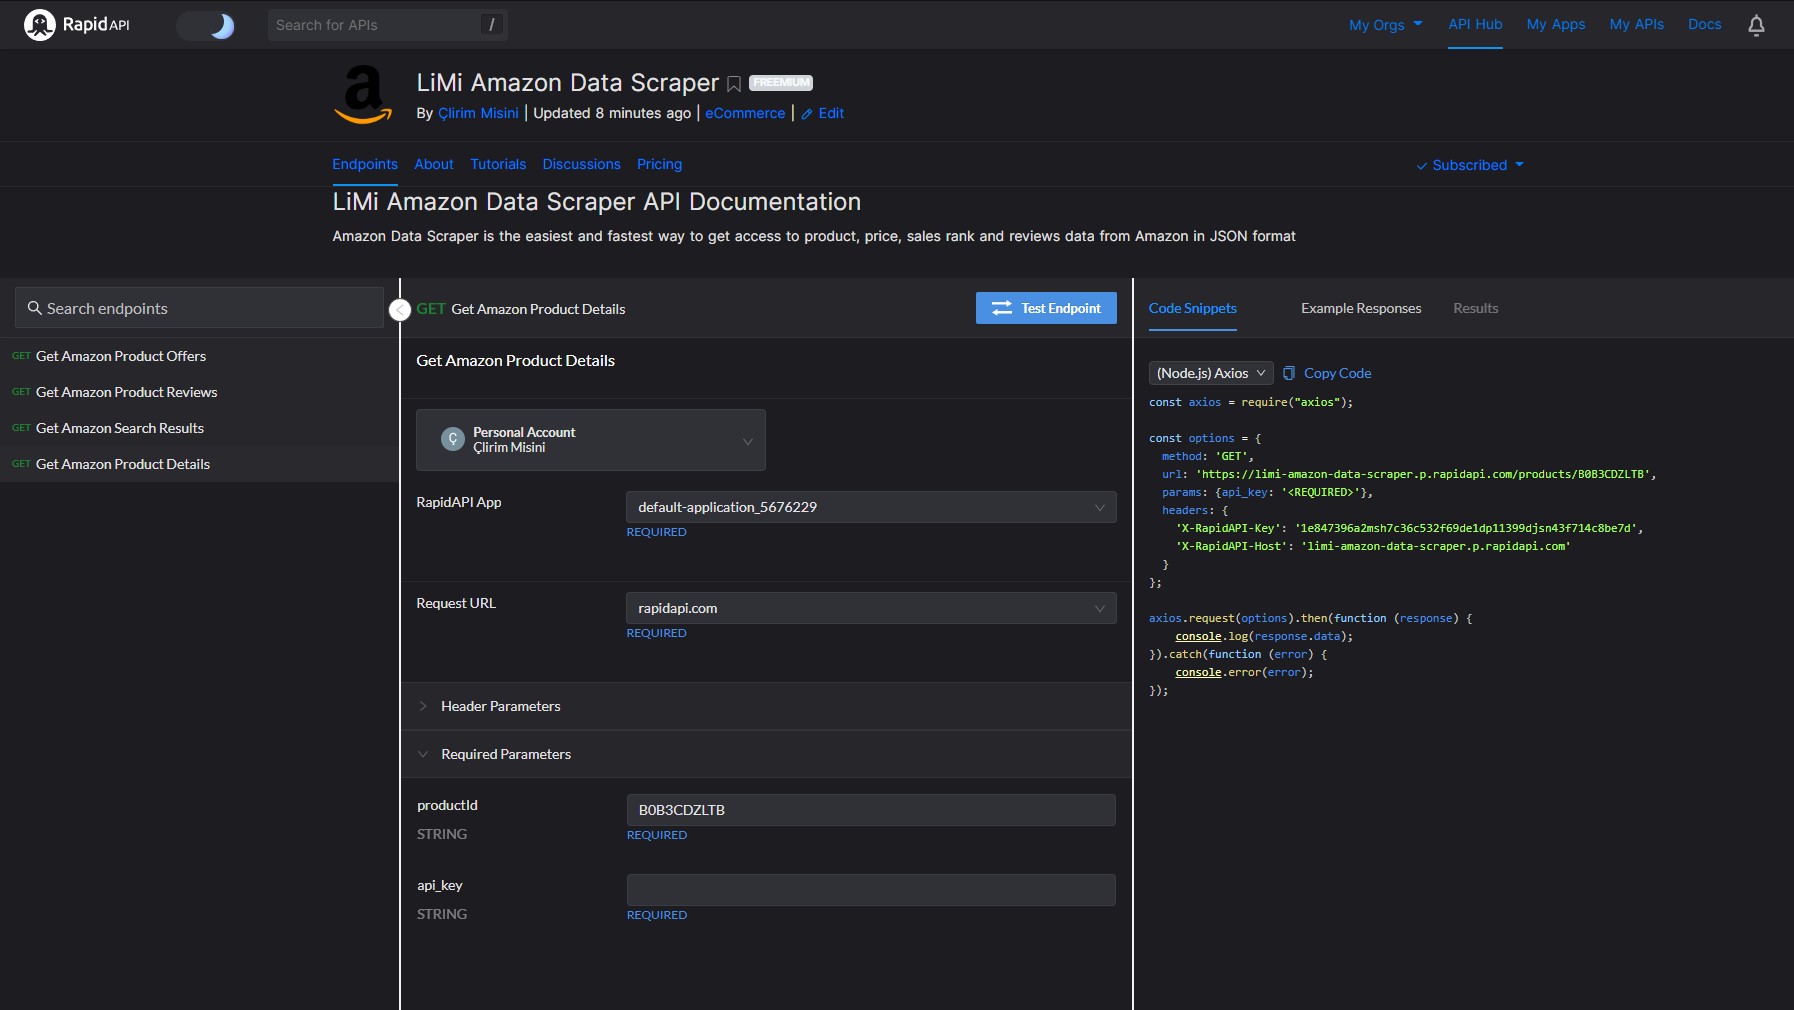 RapidAPI
Search for APIs
/
My Orgs
API Hub
My Apps
My APIs
Docs
LiMi Amazon Data Scraper
FREEMIUM
By Çlirim Misini | Updated 8 minutes ago | eCommerce | Edit
Endpoints
About
Tutorials
Discussions
Pricing
Subscribed
LiMi Amazon Data Scraper API Documentation
Amazon Data Scraper is the easiest and fastest way to get access to product, price, sales rank and reviews data from Amazon in JSON format
Search endpoints
GET Get Amazon Product Offers
GET Get Amazon Product Reviews
GET Get Amazon Search Results
GET Get Amazon Product Details
GET Get Amazon Product Details
Test Endpoint
Get Amazon Product Details
Ç
Personal Account
Çlirim Misini
RapidAPI App
default-application_5676229
REQUIRED
Request URL
rapidapi.com
REQUIRED
Header Parameters
Required Parameters
productId
B0B3CDZLTB
STRING
REQUIRED
api_key
STRING
REQUIRED
Code Snippets
Example Responses
Results
(Node.js) Axios
Copy Code
const axios = require("axios");
const options = {
method: 'GET',
url: 'https://limi-amazon-data-scraper.p.rapidapi.com/products/B0B3CDZLTB',
params: {api_key: '<REQUIRED>'},
headers: {
'X-RapidAPI-Key': '1e847396a2msh7c36c532f69de1dp11399djsn43f714c8be7d',
'X-RapidAPI-Host': 'limi-amazon-data-scraper.p.rapidapi.com'
}
};
axios.request(options).then(function (response) {
console.log(response.data);
}).catch(function (error) {
console.error(error);
});